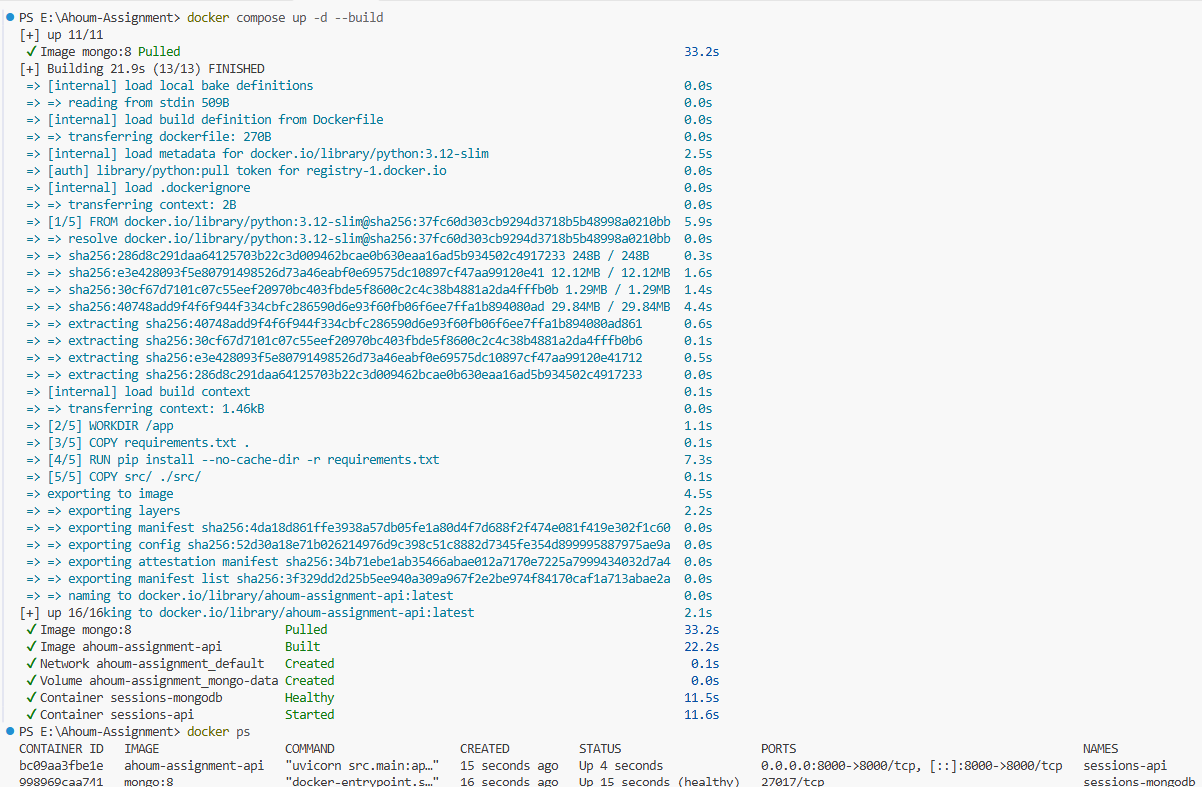 PS E:\Ahoum-Assignment> docker compose up -d --build
[+] up 11/11
✓ Image mongo:8 Pulled 33.2s
[+] Building 21.9s (13/13) FINISHED
=> [internal] load local bake definitions 0.0s
=> => reading from stdin 509B 0.0s
=> [internal] load build definition from Dockerfile 0.0s
=> => transferring dockerfile: 270B 0.0s
=> [internal] load metadata for docker.io/library/python:3.12-slim 2.5s
=> [auth] library/python:pull token for registry-1.docker.io 0.0s
=> [internal] load .dockerignore 0.0s
=> => transferring context: 2B 0.0s
=> [1/5] FROM docker.io/library/python:3.12-slim@sha256:37fc60d303cb9294d3718b5b48998a0210bb 5.9s
=> => resolve docker.io/library/python:3.12-slim@sha256:37fc60d303cb9294d3718b5b48998a0210bb 0.0s
=> => sha256:286d8c291daa64125703b22c3d009462bcae0b630eaa16ad5b934502c4917233 248B / 248B 0.3s
=> => sha256:e3e428093f5e80791498526d73a46eabf0e69575dc10897cf47aa99120e41 12.12MB / 12.12MB 1.6s
=> => sha256:30cf67d7101c07c55eef20970bc403fbde5f8600c2c4c38b4881a2da4fffb0b 1.29MB / 1.29MB 1.4s
=> => sha256:40748add9f4f6f944f334cbfc286590d6e93f60fb06f6ee7ffa1b894080ad 29.84MB / 29.84MB 4.4s
=> => extracting sha256:40748add9f4f6f944f334cbfc286590d6e93f60fb06f6ee7ffa1b894080ad861 0.6s
=> => extracting sha256:30cf67d7101c07c55eef20970bc403fbde5f8600c2c4c38b4881a2da4fffb0b6 0.1s
=> => extracting sha256:e3e428093f5e80791498526d73a46eabf0e69575dc10897cf47aa99120e41712 0.5s
=> => extracting sha256:286d8c291daa64125703b22c3d009462bcae0b630eaa16ad5b934502c4917233 0.0s
=> [internal] load build context 0.1s
=> => transferring context: 1.46kB 0.0s
=> [2/5] WORKDIR /app 1.1s
=> [3/5] COPY requirements.txt . 0.1s
=> [4/5] RUN pip install --no-cache-dir -r requirements.txt 7.3s
=> [5/5] COPY src/ ./src/ 0.1s
=> exporting to image 4.5s
=> => exporting layers 2.2s
=> => exporting manifest sha256:4da18d861ffe3938a57db05fe1a80d4f7d688f2f474e081f419e302f1c60 0.0s
=> => exporting config sha256:52d30a18e71b026214976d9c398c51c8882d7345fe354d899995887975ae9a 0.0s
=> => exporting attestation manifest sha256:34b71ebe1ab35466abae012a7170e7225a7999434032d7a4 0.0s
=> => exporting manifest list sha256:3f329dd2d25b5ee940a309a967f2e2be974f84170caf1a713abae2a 0.0s
=> => naming to docker.io/library/ahoum-assignment-api:latest 0.0s
[+] up 16/16king to docker.io/library/ahoum-assignment-api:latest 2.1s
✓ Image mongo:8 Pulled 33.2s
✓ Image ahoum-assignment-api Built 22.2s
✓ Network ahoum-assignment_default Created 0.1s
✓ Volume ahoum-assignment_mongo-data Created 0.0s
✓ Container sessions-mongodb Healthy 11.5s
✓ Container sessions-api Started 11.6s
PS E:\Ahoum-Assignment> docker ps
CONTAINER ID IMAGE COMMAND CREATED STATUS PORTS NAMES
bc09aa3fbe1e ahoum-assignment-api "uvicorn src.main:ap…" 15 seconds ago Up 4 seconds 0.0.0.0:8000->8000/tcp, [::]:8000->8000/tcp sessions-api
998969caa741 mongo:8 "docker-entrypoint.s…" 16 seconds ago Up 15 seconds (healthy) 27017/tcp sessions-mongodb